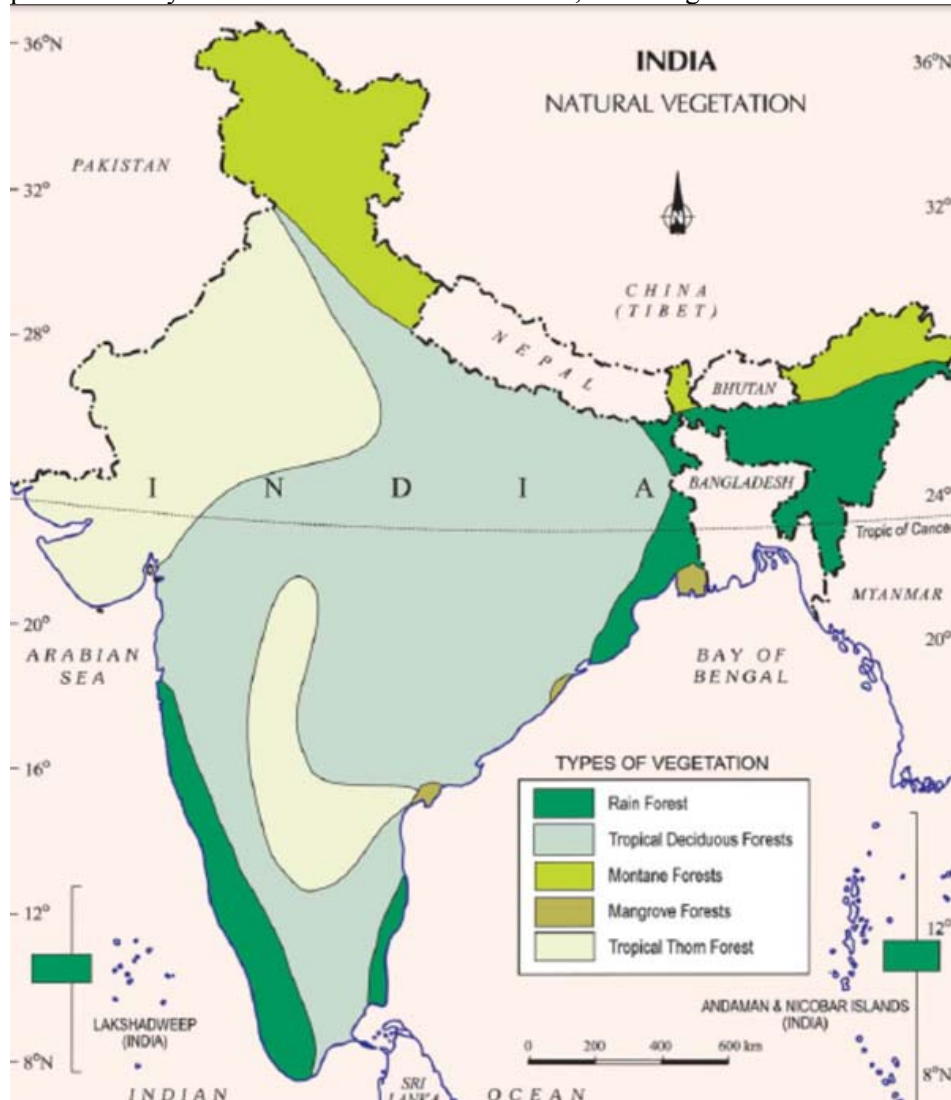 36°N
INDIA
NATURAL VEGETATION
36°N
PAKISTAN
32°
N
32°
CHINA
(TIBET)
28°
NEPAL
BHUTAN
INDIA
BANGLADESH
24°
Tropic of Cance
MYANMAR
20°
20°
ARABIAN
SEA
BAY OF
BENGAL
16°
TYPES OF VEGETATION
Rain Forest
Tropical Deciduous Forests
Montane Forests
Mangrove Forests
Tropical Thorn Forest
12°
12°
LAKSHADWEEP
(INDIA)
ANDAMAN & NICOBAR ISLANDS
(INDIA)
0 200 400 600 km
8°N
8°N
INDIAN OCEAN
SRI
LANKA